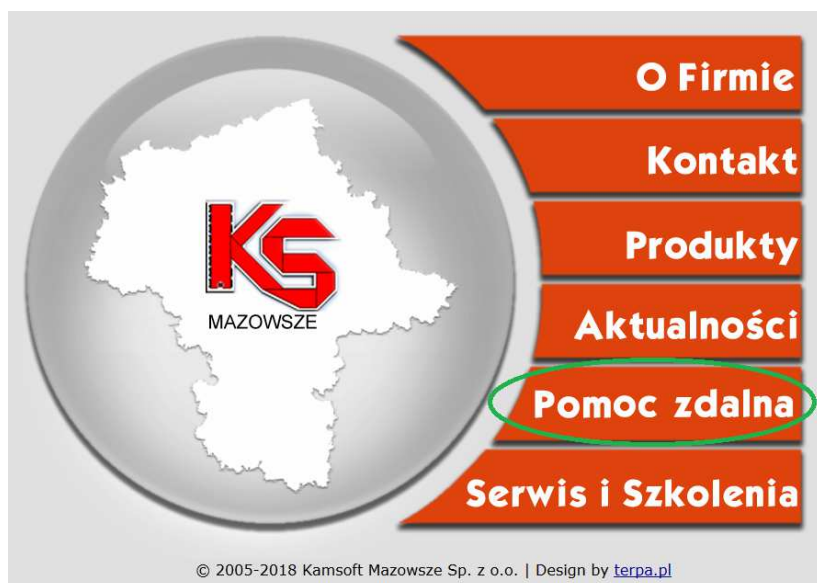 O Firmie
Kontakt
KS
MAZOWSZE
Produkty
Aktualności
Pomoc zdalna
Serwis i Szkolenia
© 2005-2018 Kamsoft Mazowsze Sp. z o.o. | Design by terpa.pl